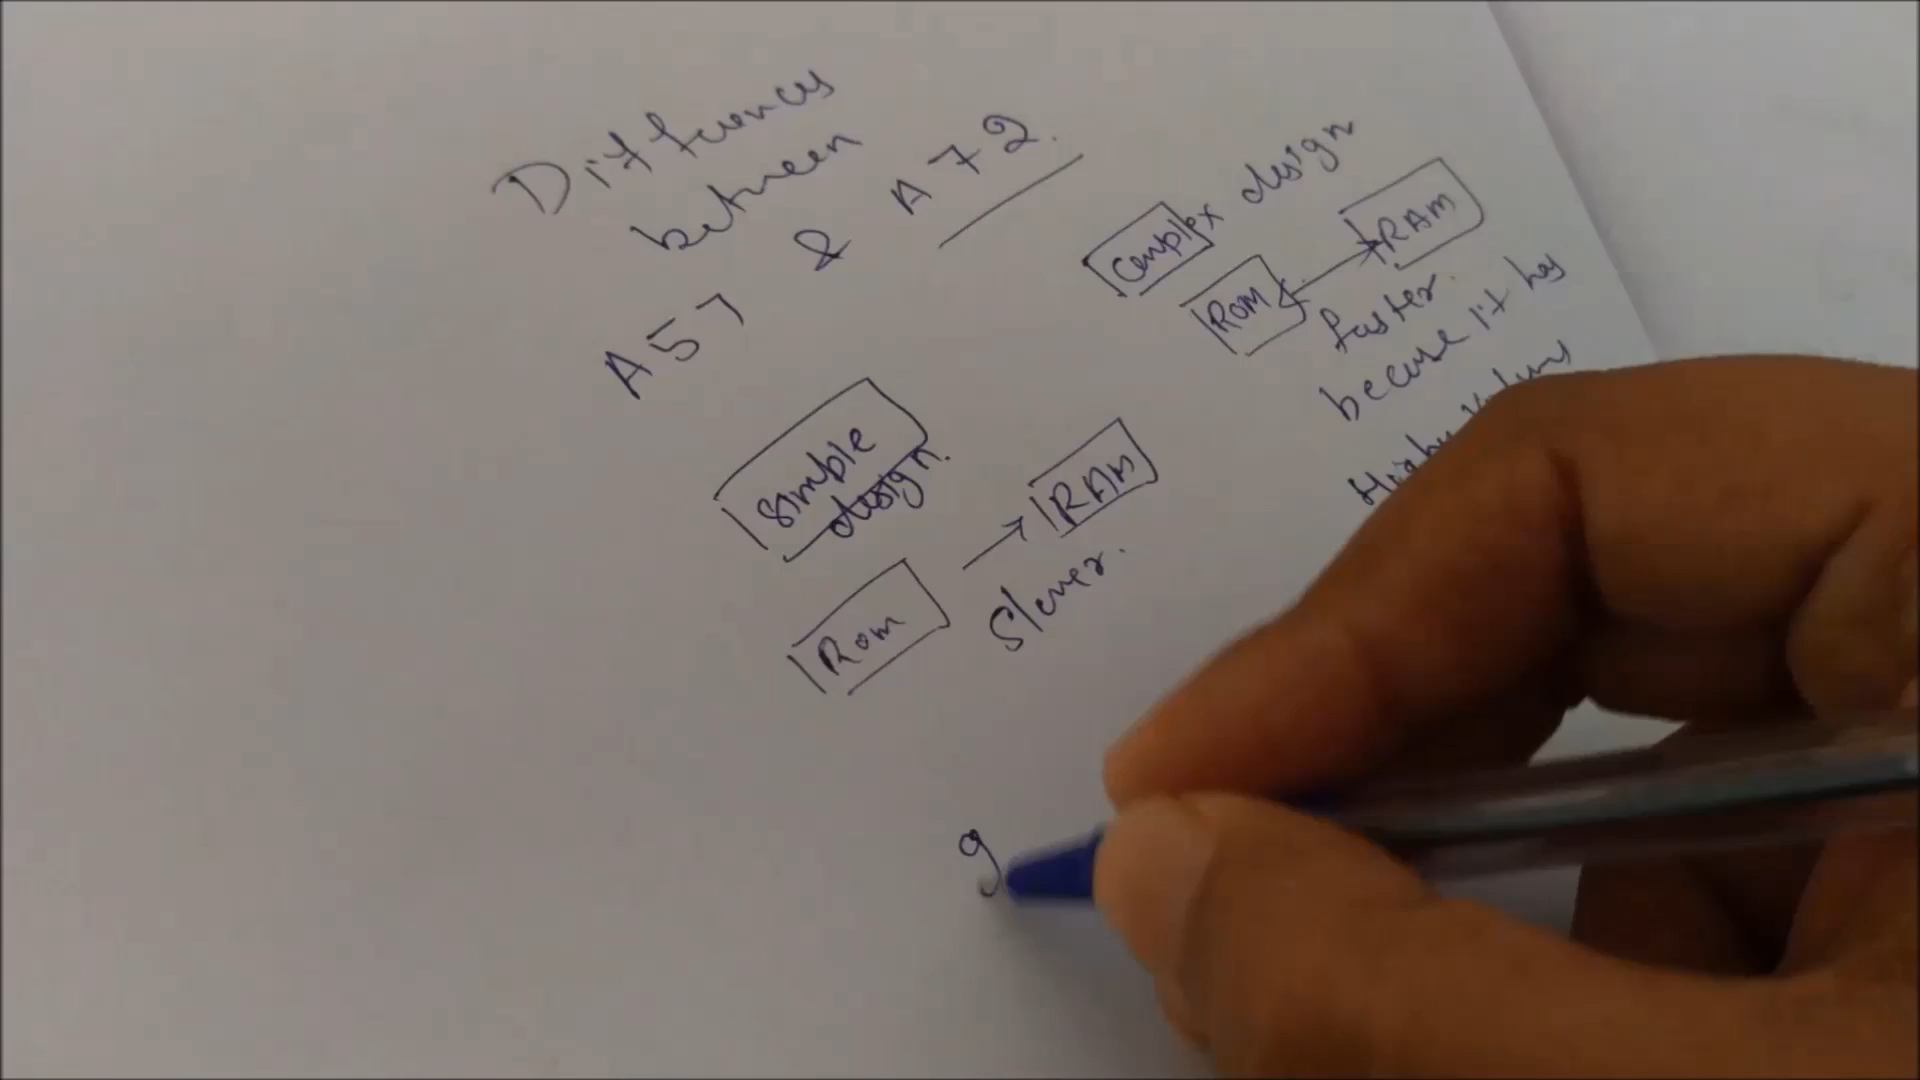 Differences
between
A57 & A72.
Complex design
Rom
RAM
faster.
because it has
simple
design.
Rom
RAM
Slower.
g